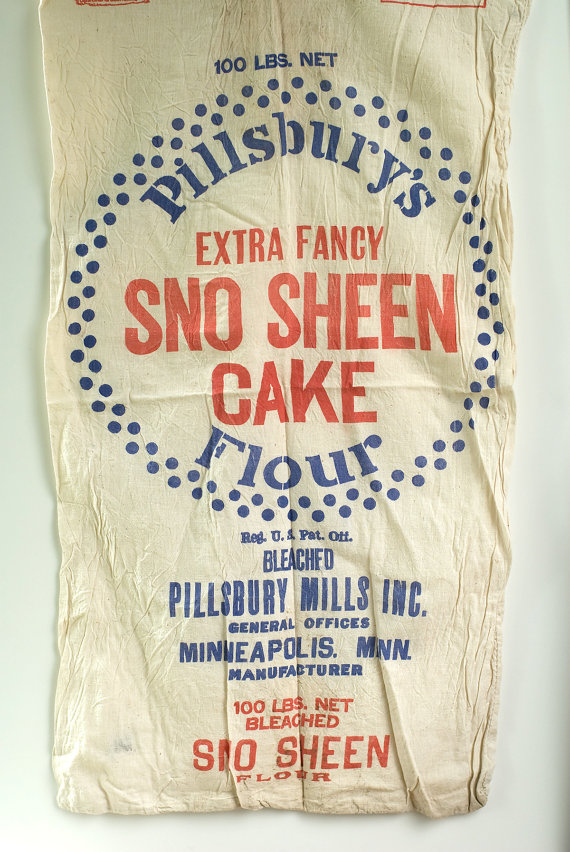 100 LBS. NET
Pillsbury's
EXTRA FANCY
SNO SHEEN
CAKE
Flour
Reg. U. S. Pat. Off.
BLEACHED
PILLSBURY MILLS INC.
GENERAL OFFICES
MINNEAPOLIS. MINN.
MANUFACTURER
100 LBS. NET
BLEACHED
SNO SHEEN
FLOUR